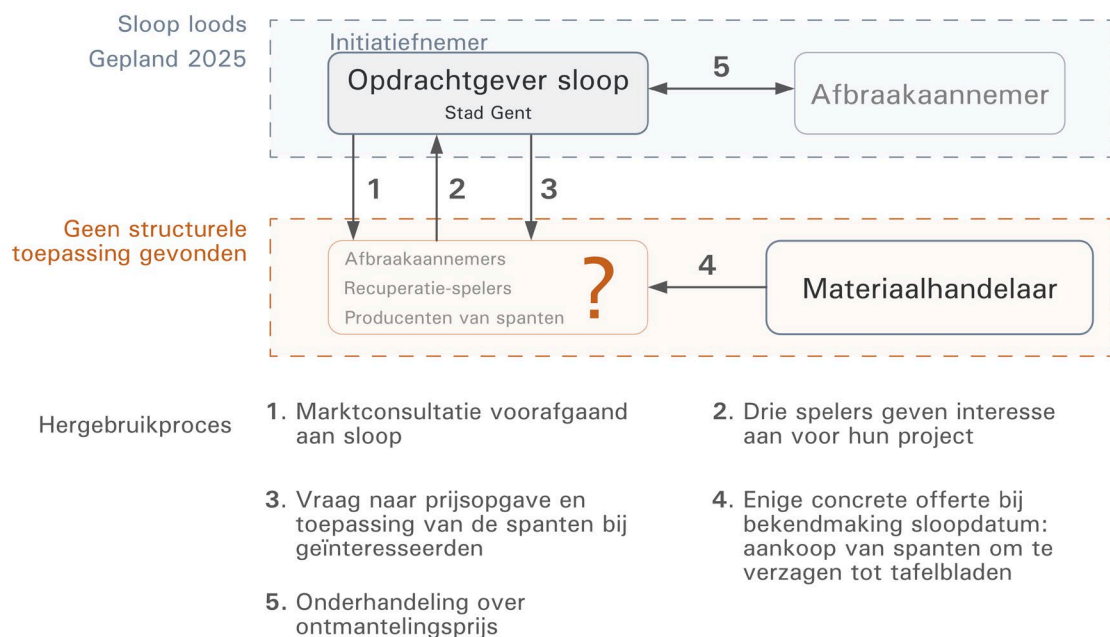 Sloop loods
Gepland 2025
Initiatiefnemer
Opdrachtgever sloop
Stad Gent
5
Afbraakaannemer
1
2
3
Geen structurele
toepassing gevonden
Afbraakaannemers
Recuperatie-spelers
Producenten van spanten
?
4
Materiaalhandelaar
Hergebruikproces
1. Marktconsultatie voorafgaand
aan sloop
2. Drie spelers geven interesse
aan voor hun project
3. Vraag naar prijsopgave en
toepassing van de spanten bij
geïnteresseerden
4. Enige concrete offerte bij
bekendmaking sloopdatum:
aankoop van spanten om te
verzagen tot tafelbladen
5. Onderhandeling over
ontmantelingsprijs